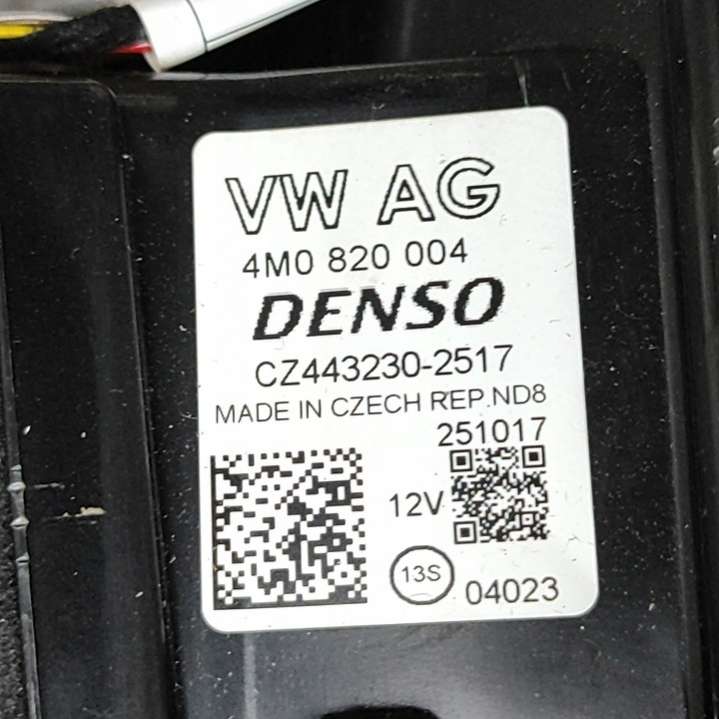 VW AG
4M0 820 004
DENSO
CZ443230-2517
MADE IN CZECH REP.ND8
251017
12V
13S
04023